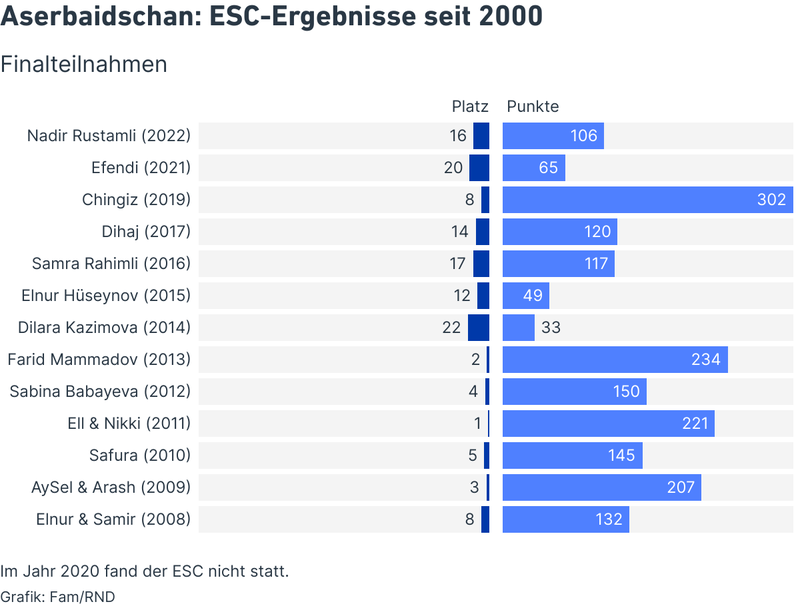 Aserbaidschan: ESC-Ergebnisse seit 2000
Finalteilnahmen
Platz Punkte
Nadir Rustamli (2022) 16 106
Efendi (2021) 20 65
Chingiz (2019) 8 302
Dihaj (2017) 14 120
Samra Rahimli (2016) 17 117
Elnur Hüseynov (2015) 12 49
Dilara Kazimova (2014) 22 33
Farid Mammadov (2013) 2 234
Sabina Babayeva (2012) 4 150
Ell & Nikki (2011) 1 221
Safura (2010) 5 145
AySel & Arash (2009) 3 207
Elnur & Samir (2008) 8 132
Im Jahr 2020 fand der ESC nicht statt.
Grafik: Fam/RND